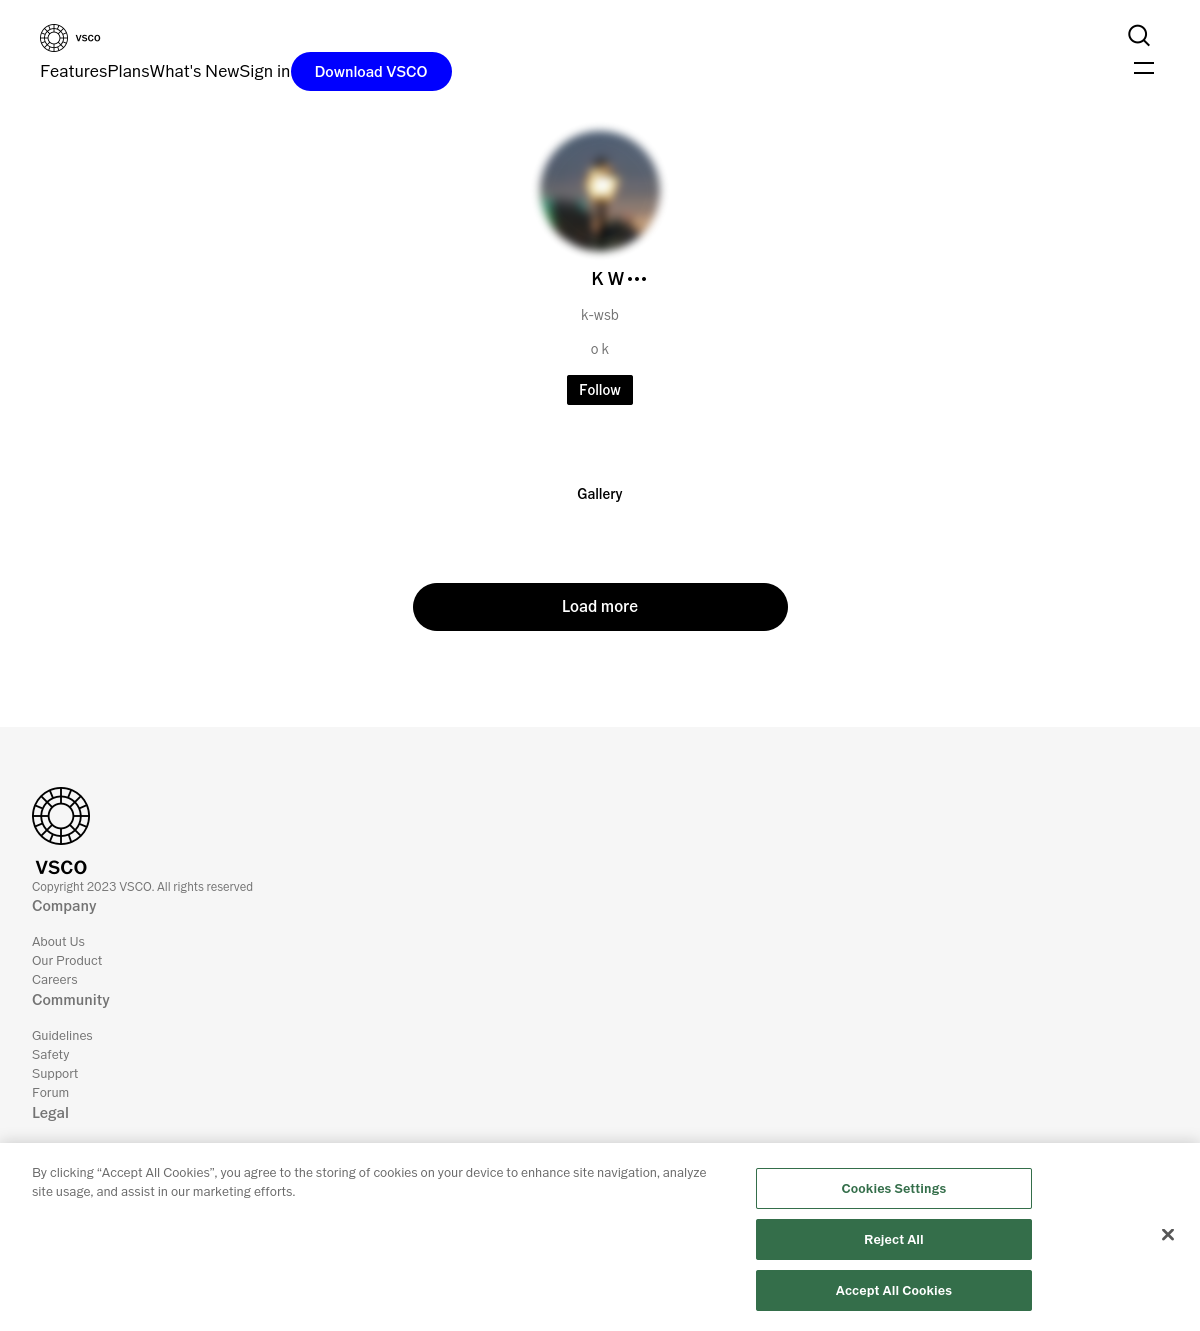 VSCO
FeaturesPlansWhat's NewSign in Download VSCO
K W
k-wsb
o k
Follow
Gallery
Load more
VSCO
Copyright 2023 VSCO. All rights reserved
Company
About Us
Our Product
Careers
Community
Guidelines
Safety
Support
Forum
Legal
By clicking “Accept All Cookies”, you agree to the storing of cookies on your device to enhance site navigation, analyze
site usage, and assist in our marketing efforts.
Cookies Settings
Reject All
Accept All Cookies